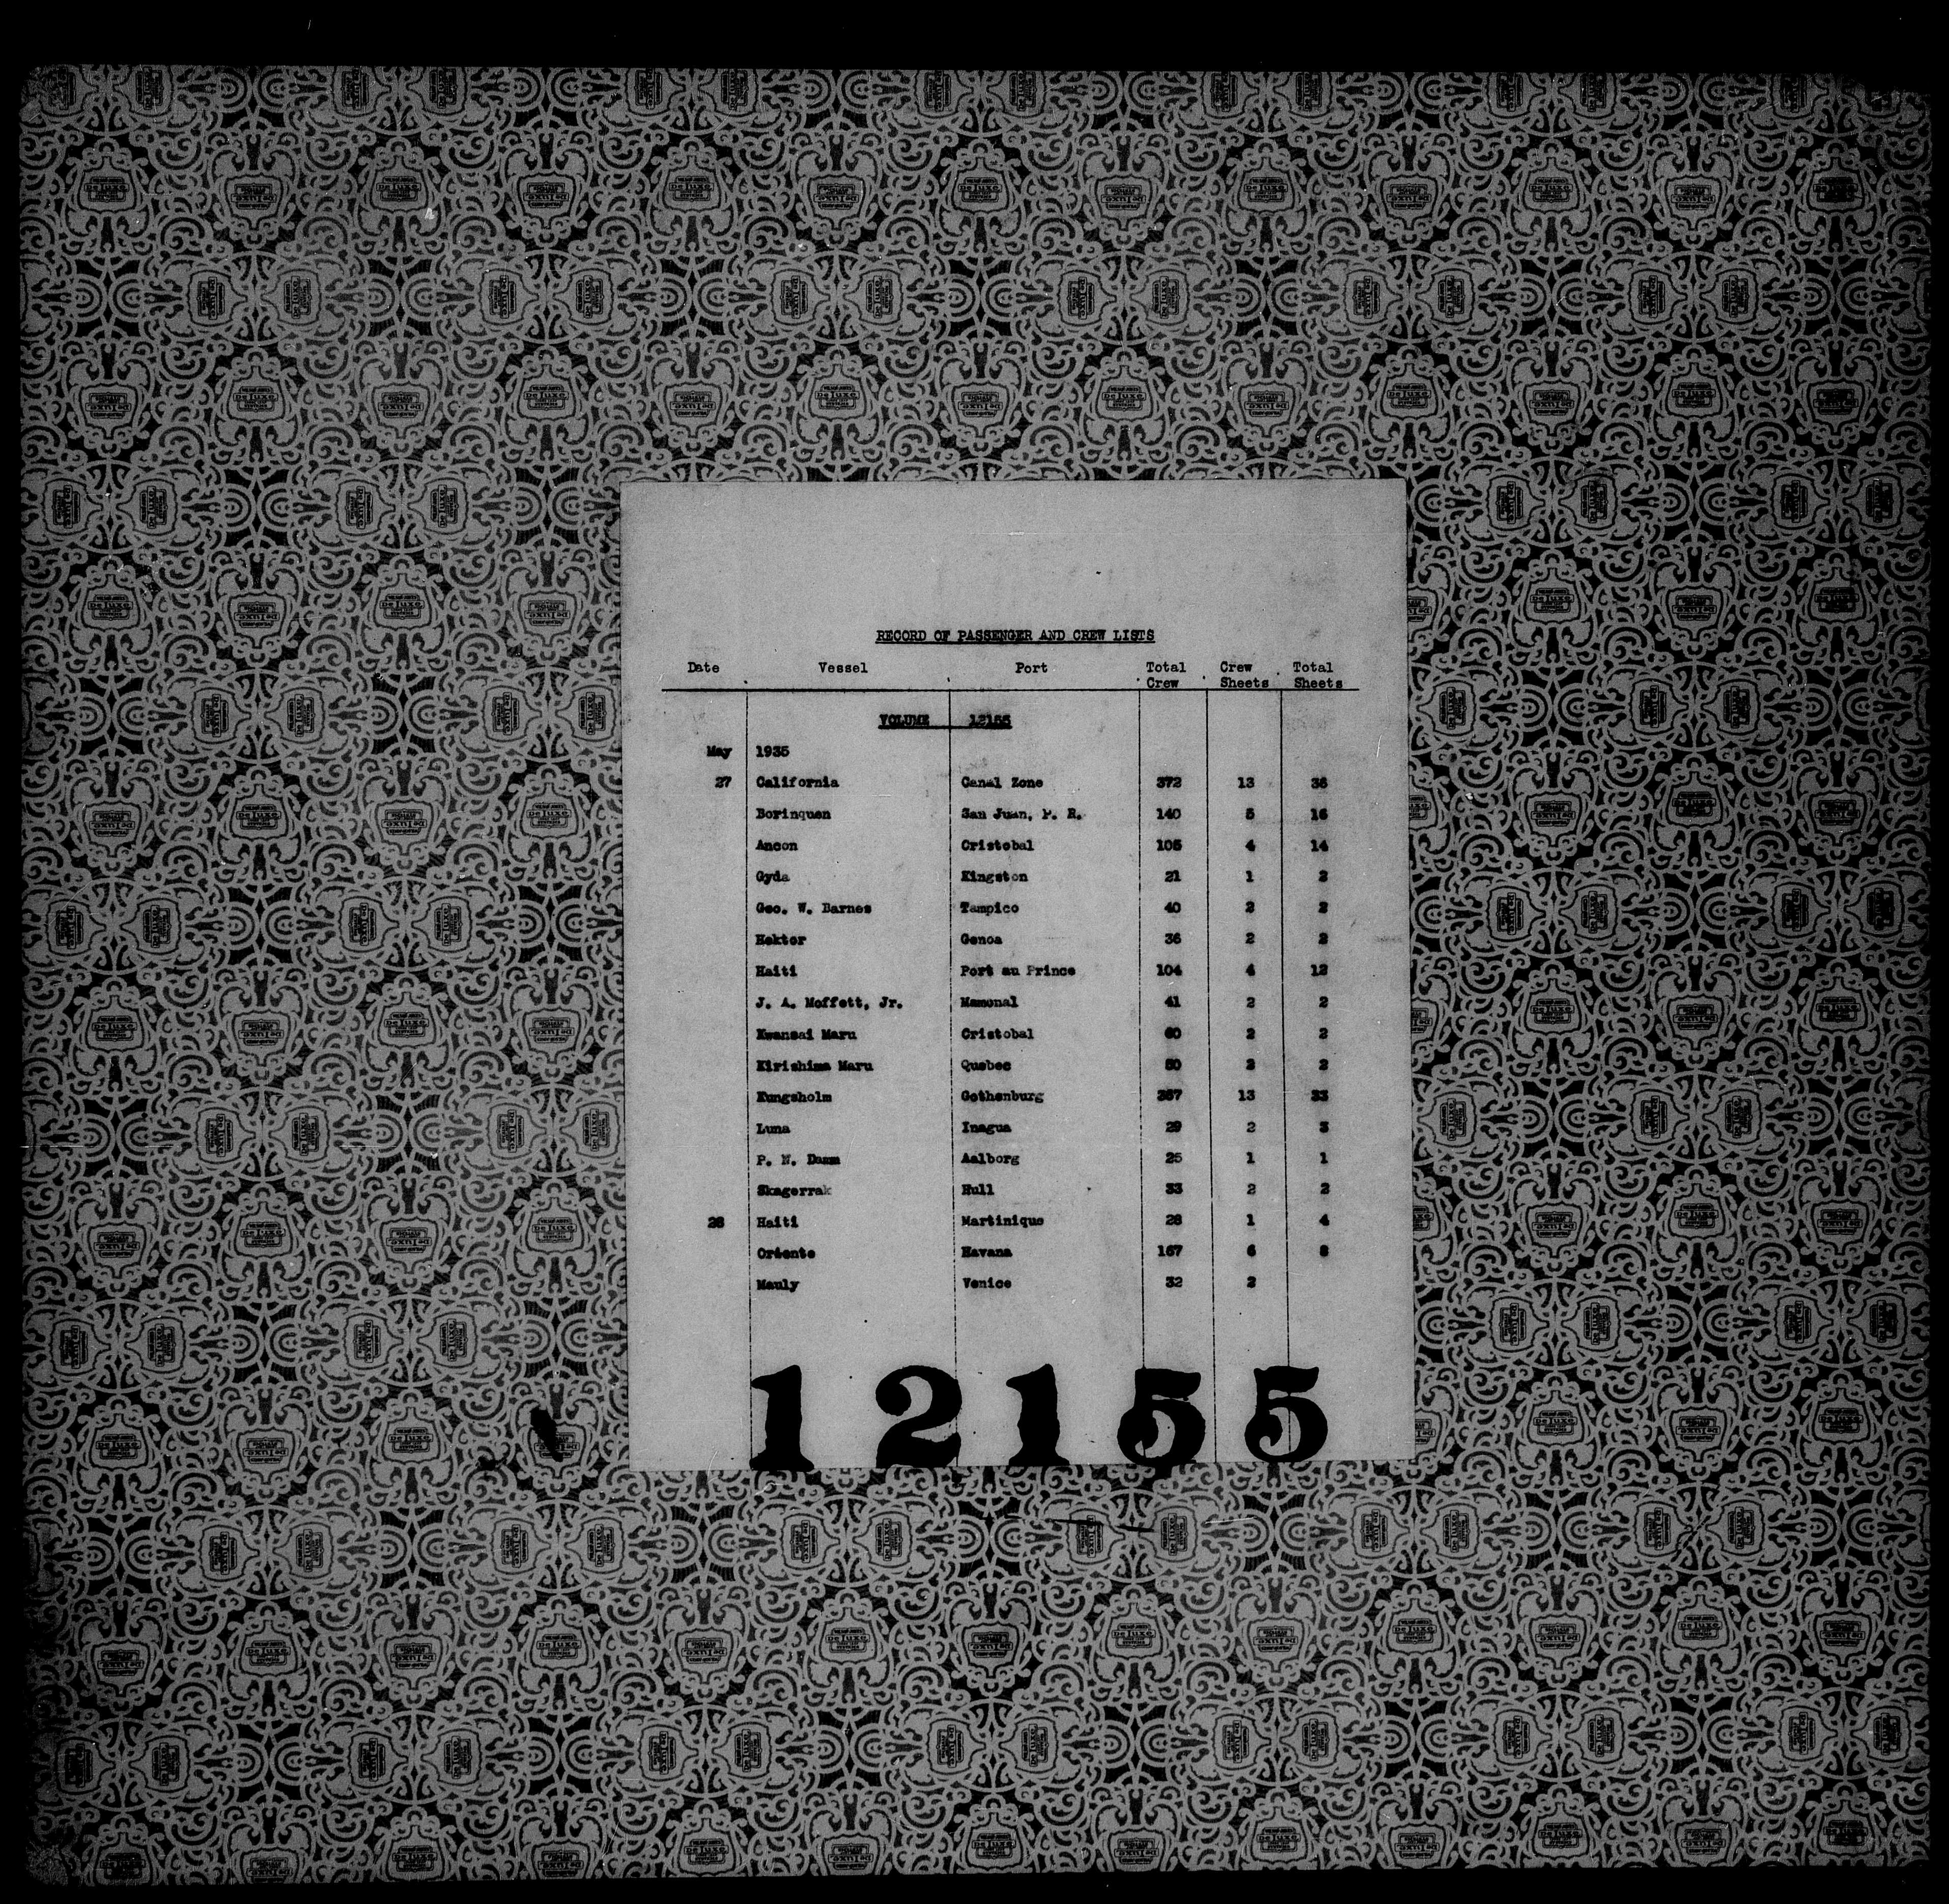 RECORD OF PASSENGER AND CREW LISTS
Date Vessel Port Total Crew Total
Crew Sheets Sheets
VOLUME 12155
May 1935
27 California Canal Zone 372 13 36
Borinquen San Juan, P. R. 140 5 16
Ancon Cristobal 105 4 14
Gyda Kingston 21 1 2
Geo. W. Barnes Tampico 40 2 2
Hektor Genoa 36 2 2
Haiti Port au Prince 104 4 12
J. A. Moffett, Jr. Mamonal 41 2 2
Kwansai Maru Cristobal 60 2 2
Kirishima Maru Quebec 50 2 2
Kungsholm Gothenburg 367 13 33
Luna Inagua 29 2 3
P. N. Damm Aalborg 25 1 1
Skagerrak Hull 33 2 2
28 Haiti Martinique 28 1 4
Oriente Havana 167 6 8
Mauly Venice 32 2
12155